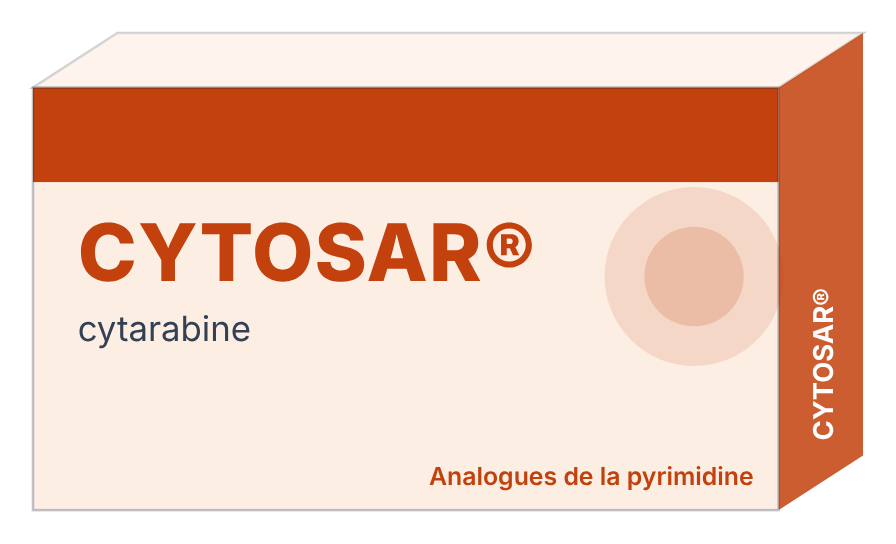 CYTOSAR®
cytarabine
Analogues de la pyrimidine
CYTOSAR®